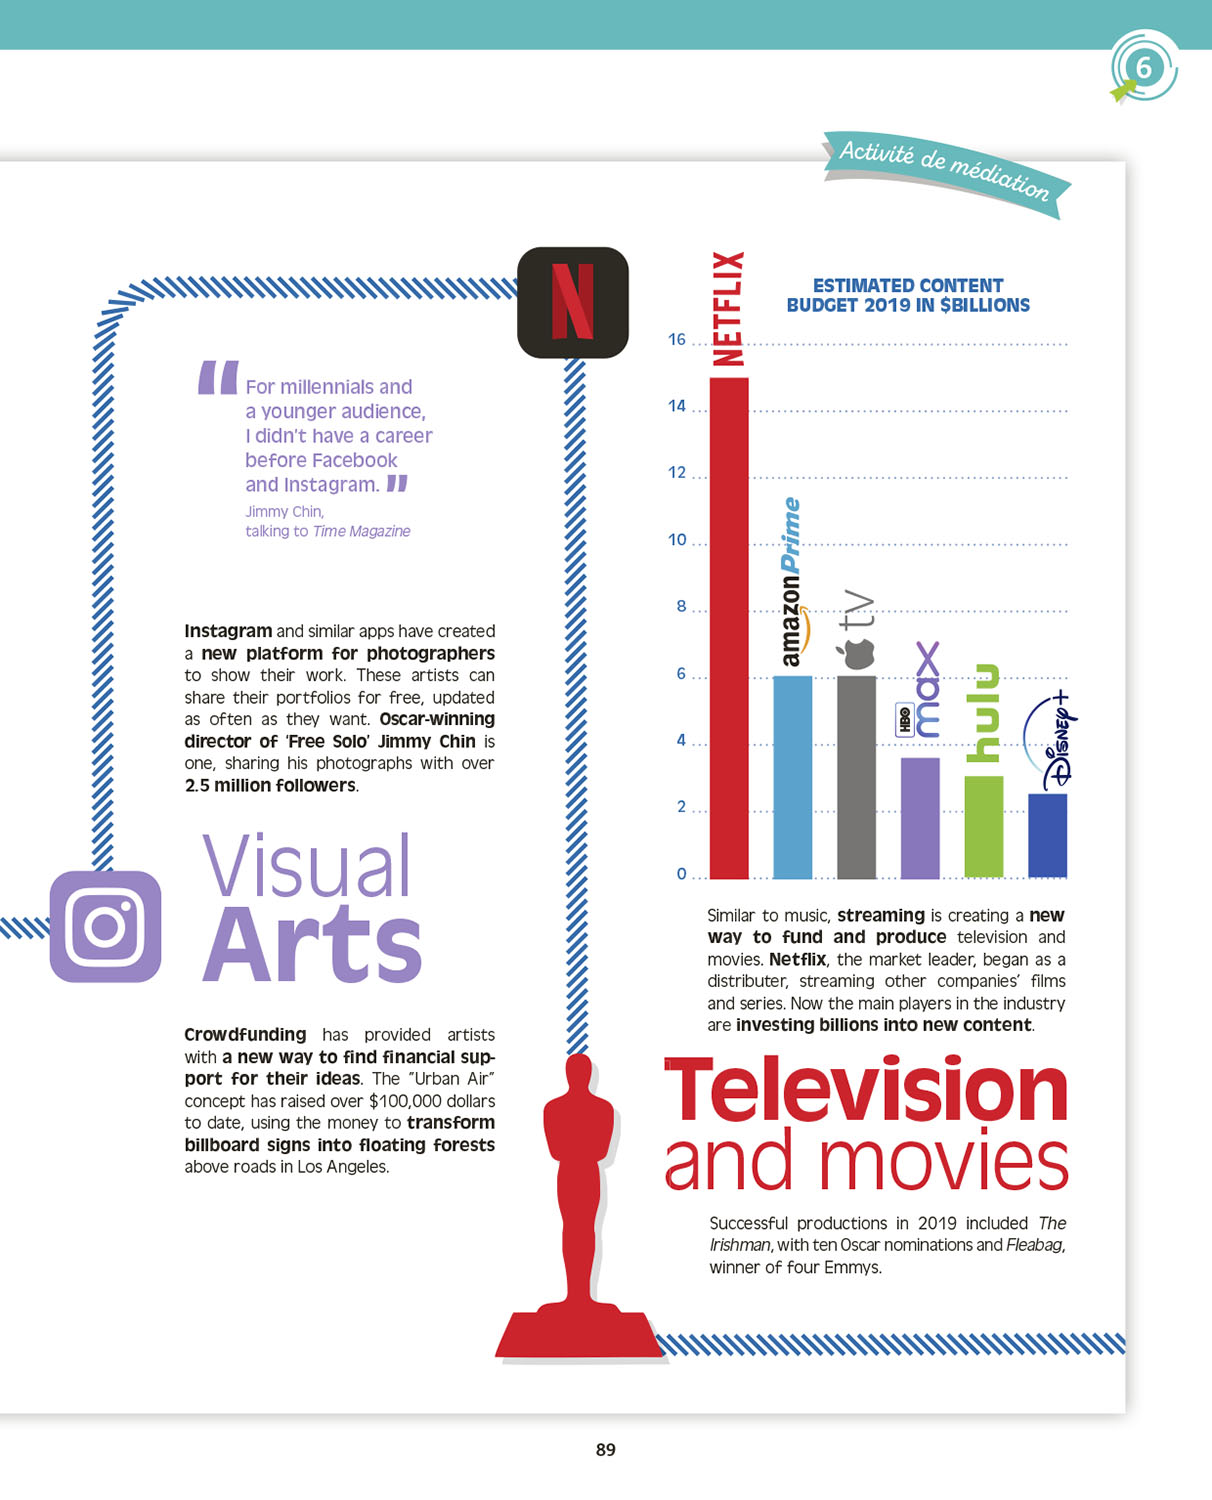 6
Activité de médiation
“ For millennials and
a younger audience,
I didn’t have a career
before Facebook
and Instagram. ”
Jimmy Chin,
talking to Time Magazine
Instagram and similar apps have created
a new platform for photographers
to show their work. These artists can
share their portfolios for free, updated
as often as they want. Oscar-winning
director of ‘Free Solo’ Jimmy Chin is
one, sharing his photographs with over
2.5 million followers.
Visual
Arts
Crowdfunding has provided artists
with a new way to find financial sup-
port for their ideas. The “Urban Air”
concept has raised over $100,000 dollars
to date, using the money to transform
billboard signs into floating forests
above roads in Los Angeles.
N
ESTIMATED CONTENT
BUDGET 2019 IN $BILLIONS
16
14
12
10
8
6
4
2
0
NETFLIX
amazonPrime
tv
HBO max
hulu
Disney+
Similar to music, streaming is creating a new
way to fund and produce television and
movies. Netflix, the market leader, began as a
distributer, streaming other companies’ films
and series. Now the main players in the industry
are investing billions into new content.
Television
and movies
Successful productions in 2019 included The
Irishman, with ten Oscar nominations and Fleabag,
winner of four Emmys.
89